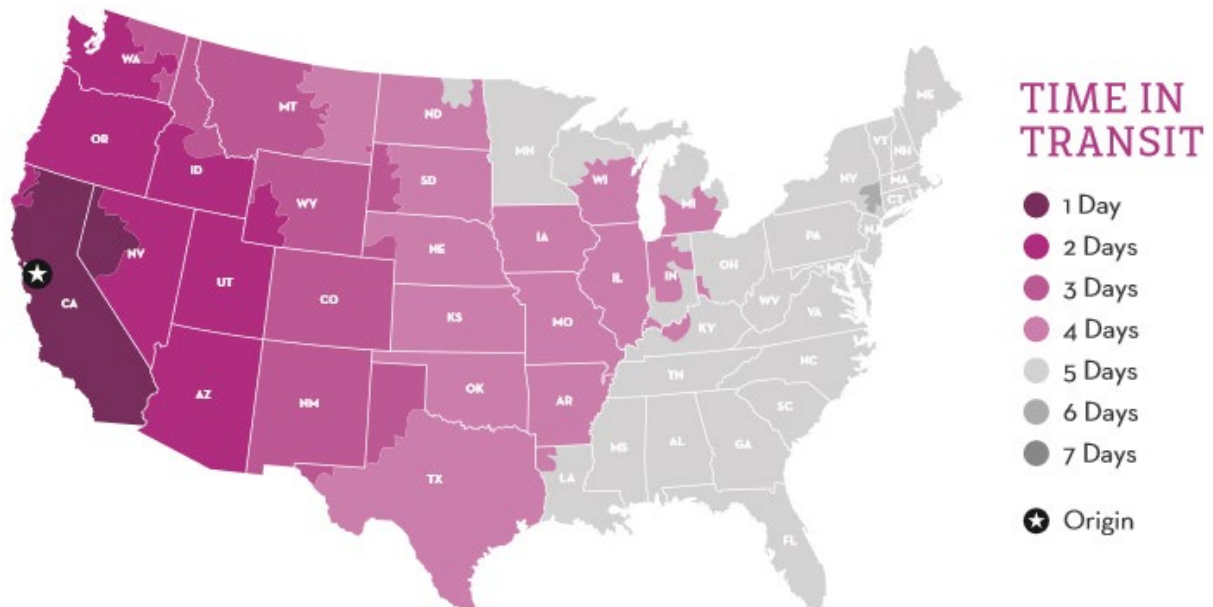 TIME IN
TRANSIT
1 Day
2 Days
3 Days
4 Days
5 Days
6 Days
7 Days
Origin
WA
MT
ND
MN
ME
OR
ID
WY
SD
WI
MI
NY
VT
NH
MA
CT
NV
UT
CO
NE
IA
IL
IN
OH
PA
NJ
MD
CA
KS
MO
KY
WV
VA
AZ
NM
OK
AR
TN
NC
SC
TX
LA
MS
AL
GA
FL